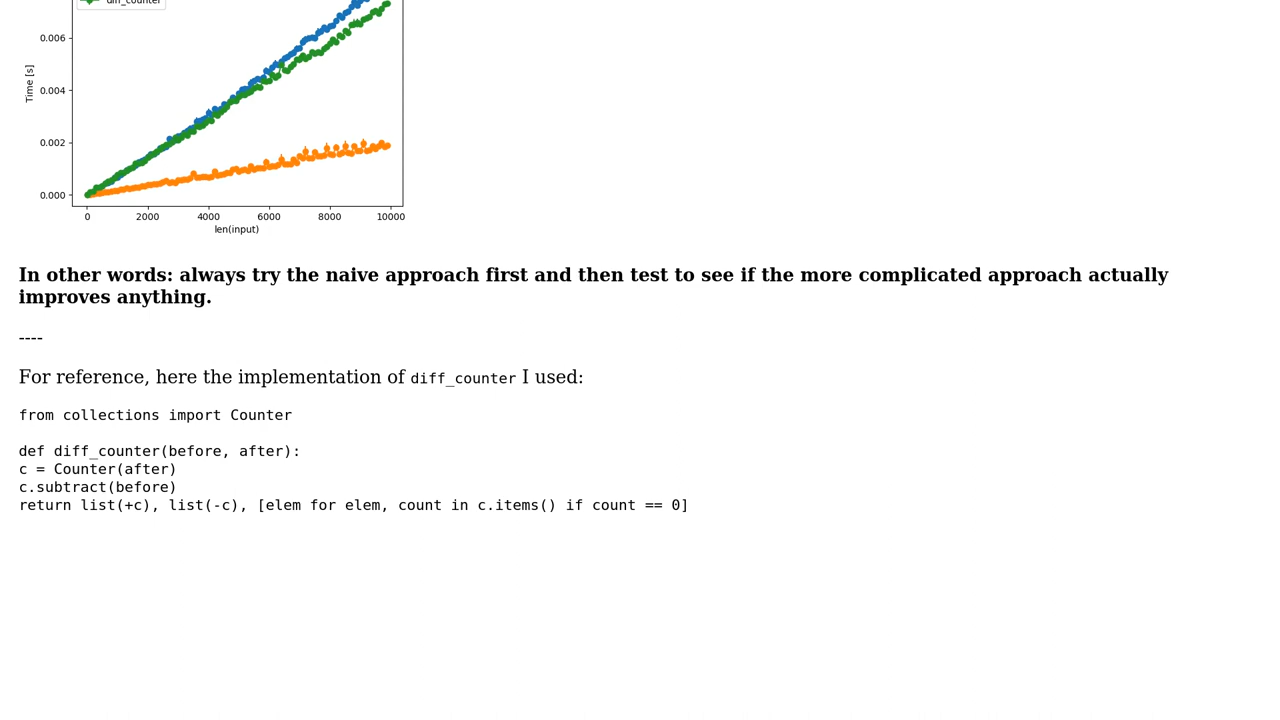 diff_counter
0.006
0.004
0.002
0.000
Time [s]
0 2000 4000 6000 8000 10000
len(input)
In other words: always try the naive approach first and then test to see if the more complicated approach actually
improves anything.
----
For reference, here the implementation of diff_counter I used:
from collections import Counter
def diff_counter(before, after):
c = Counter(after)
c.subtract(before)
return list(+c), list(-c), [elem for elem, count in c.items() if count == 0]